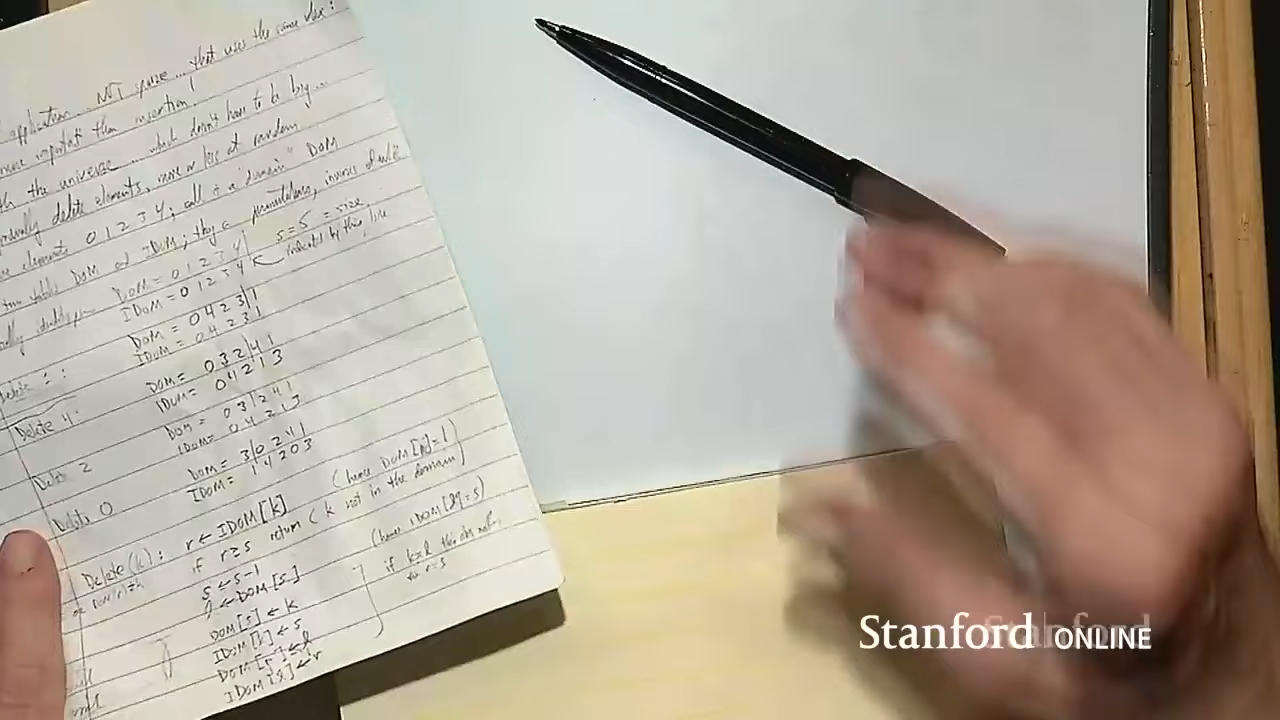 application... NOT sparse ... that uses the same idea:
more important than insertion!
the universe ... which doesn't have to be big...
gradually delete elements, more or less at random
elements 0 1 2 3 4; call it a "domain" DOM
two tables DOM and IDOM; they are permutations, inverses of each
DOM = 0 1 2 3 4| s = 5 = size
IDOM = 0 1 2 3 4 indicated by this line
DOM = 0 4 2 3|1
IDOM = 0 4 2 3 1
Delete 1:
DOM = 0 3 2|4 1
IDOM = 0 4 2 1 3
Delete 4:
DOM = 0 3|2 4 1
IDOM = 0 4 2 1 3
Delete 2
DOM = 3|0 2 4 1
IDOM = 1 4 2 0 3
Delete 0
Delete(k): r ← IDOM[k] (hence DOM[r]=k)
if r ≥ s return (k not in the domain)
s ← s-1
l ← DOM[s] (hence IDOM[l] = s)
DOM[s] ← k if k=l this also
IDOM[k] ← s r=s
DOM[r] ← l
IDOM[l] ← r
Stanford ONLINE